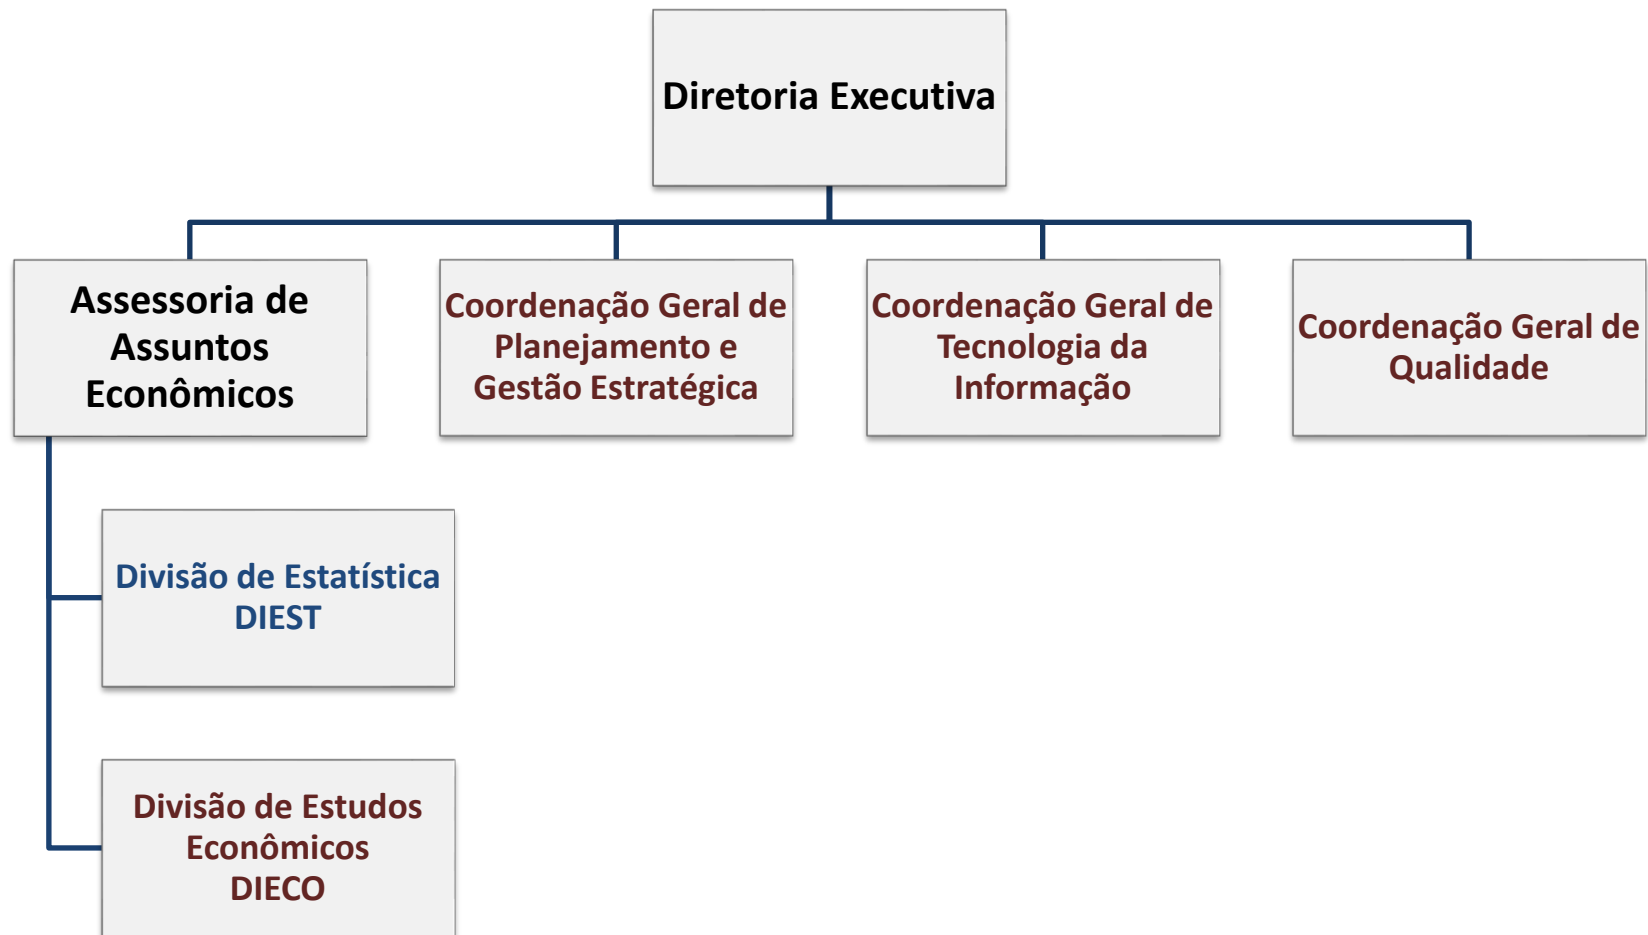 Diretoria Executiva
Assessoria de
Assuntos
Econômicos
Coordenação Geral de
Planejamento e
Gestão Estratégica
Coordenação Geral de
Tecnologia da
Informação
Coordenação Geral de
Qualidade
Divisão de Estatística
DIEST
Divisão de Estudos
Econômicos
DIECO